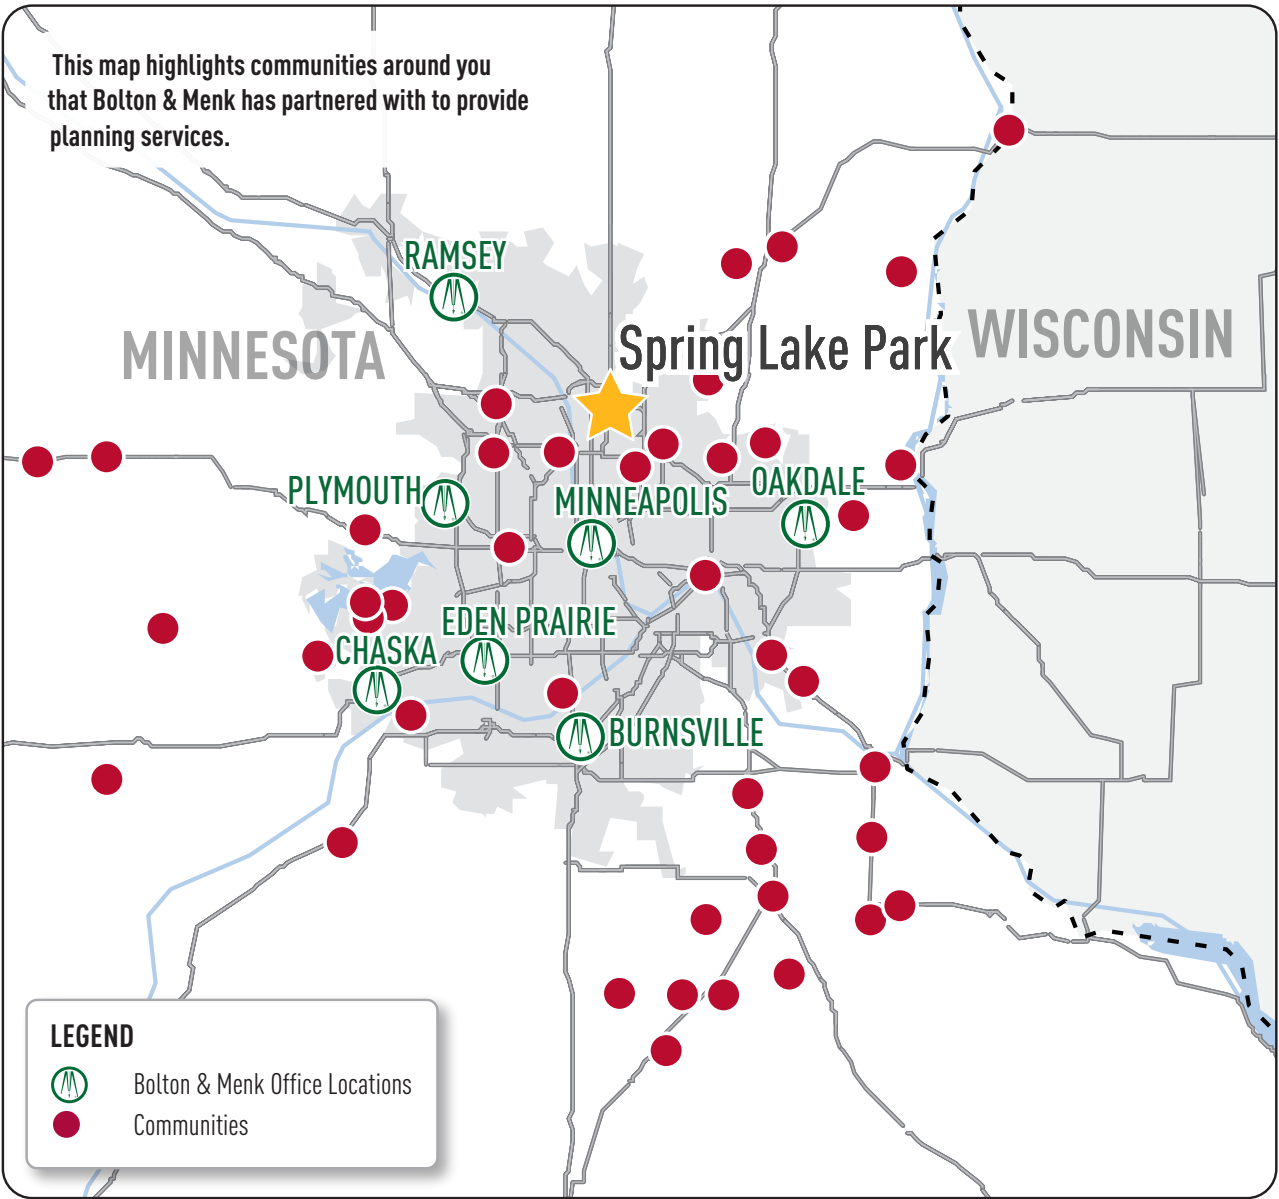 This map highlights communities around you
that Bolton & Menk has partnered with to provide
planning services.
RAMSEY
MINNESOTA
Spring Lake Park
WISCONSIN
PLYMOUTH
MINNEAPOLIS
OAKDALE
EDEN PRAIRIE
CHASKA
BURNSVILLE
LEGEND
Bolton & Menk Office Locations
Communities